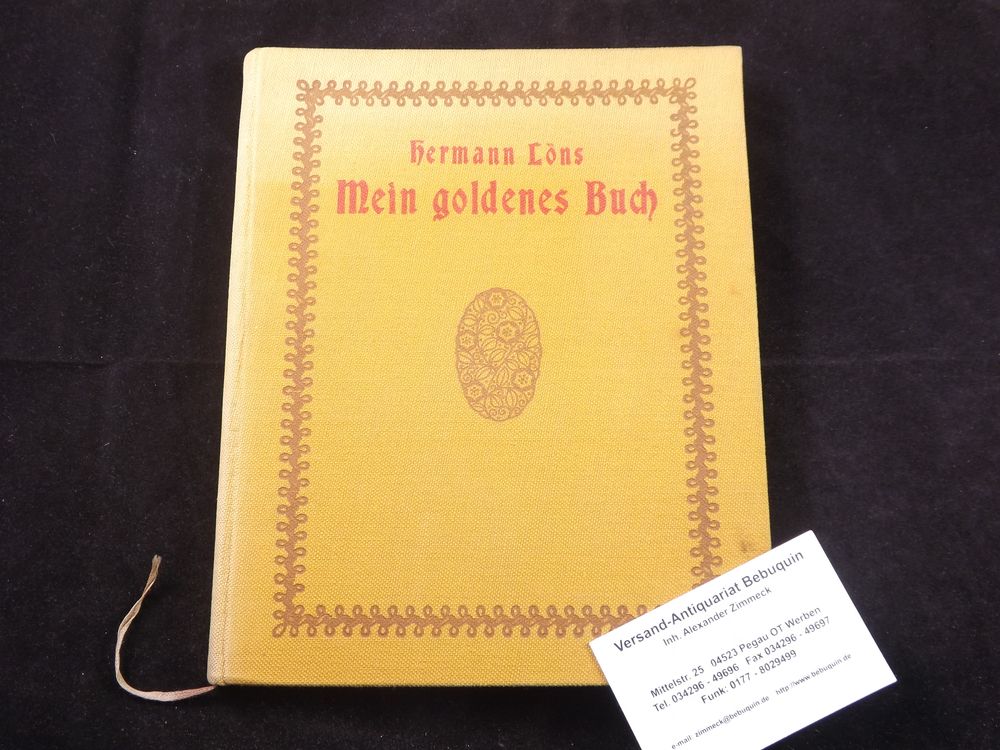 Hermann Löns
Mein goldenes Buch
Versand-Antiquariat Bebuquin
Inh. Alexander Zimmeck
Mittelstr. 25 04523 Pegau OT Werben
Tel. 034296 - 49696 Fax 034296 - 49697
Funk: 0177 - 8029499
e-mail: zimmeck@bebuquin.de http://www.bebuquin.de